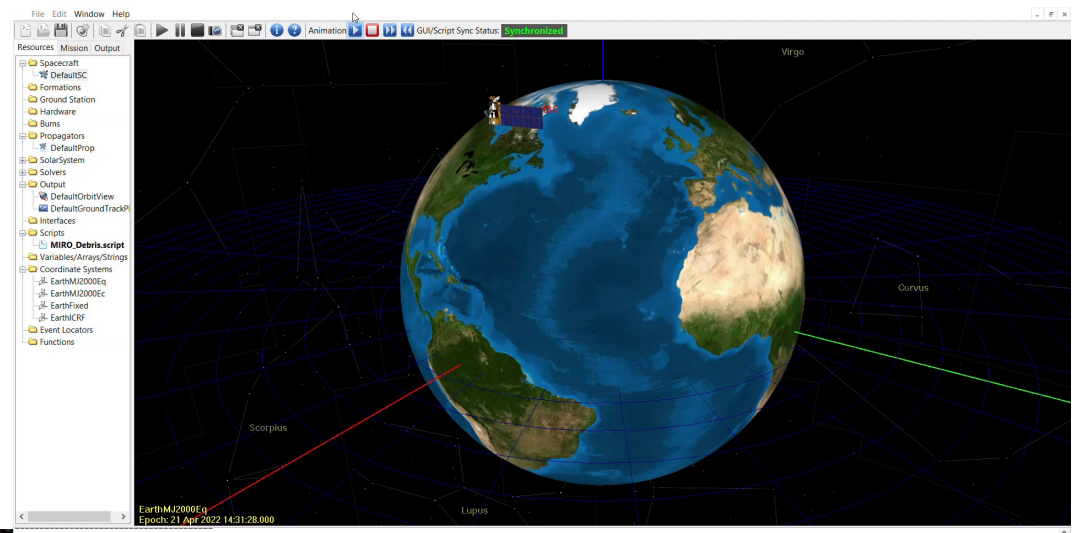 File Edit Window Help
Animation GUI/Script Sync Status: Synchronized
Resources Mission Output
Spacecraft
DefaultSC
Formations
Ground Station
Hardware
Burns
Propagators
DefaultProp
SolarSystem
Solvers
Output
DefaultOrbitView
DefaultGroundTrackPl
Interfaces
Scripts
MIRO_Debris.script
Variables/Arrays/Strings
Coordinate Systems
EarthMJ2000Eq
EarthMJ2000Ec
EarthFixed
EarthICRF
Event Locators
Functions
Virgo
Corvus
Scorpius
Lupus
EarthMJ2000Eq
Epoch: 21 Apr 2022 14:31:28.000